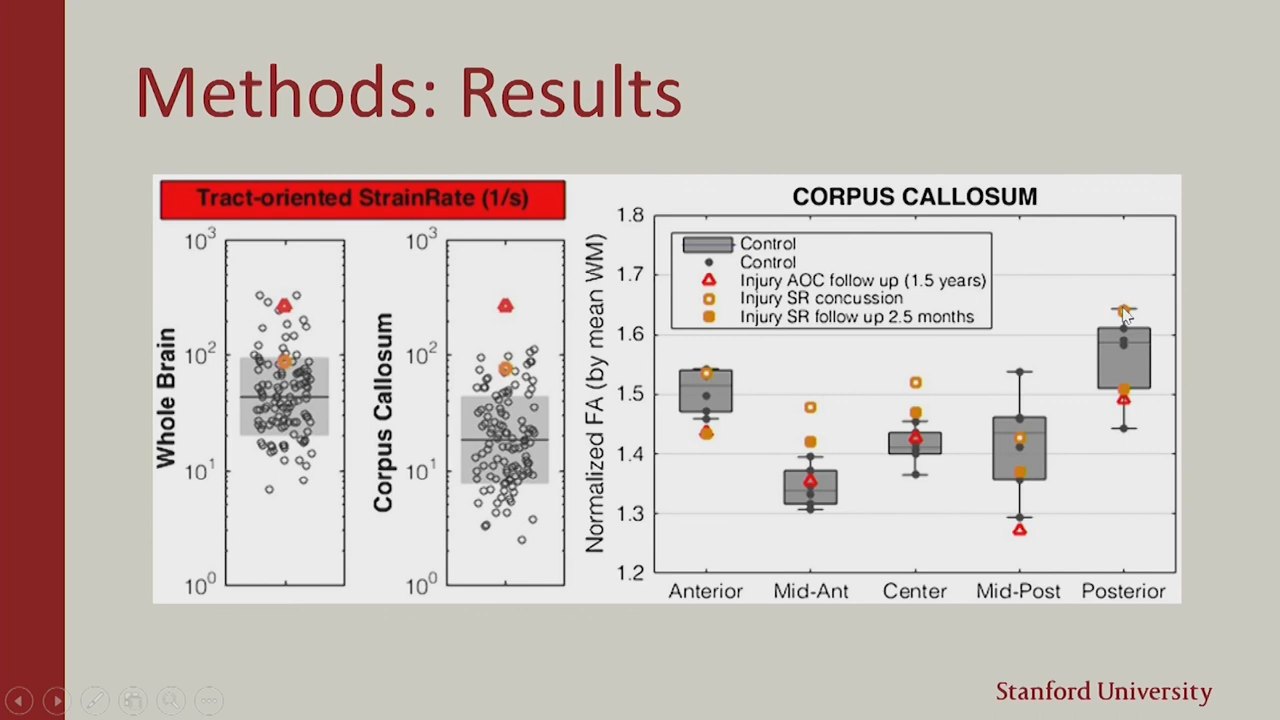 Methods: Results
Tract-oriented StrainRate (1/s)
Whole Brain
10³
10²
10¹
10⁰
Corpus Callosum
10³
10²
10¹
10⁰
CORPUS CALLOSUM
Normalized FA (by mean WM)
1.8
1.7
1.6
1.5
1.4
1.3
1.2
Control
Control
Injury AOC follow up (1.5 years)
Injury SR concussion
Injury SR follow up 2.5 months
Anterior Mid-Ant Center Mid-Post Posterior
Stanford University